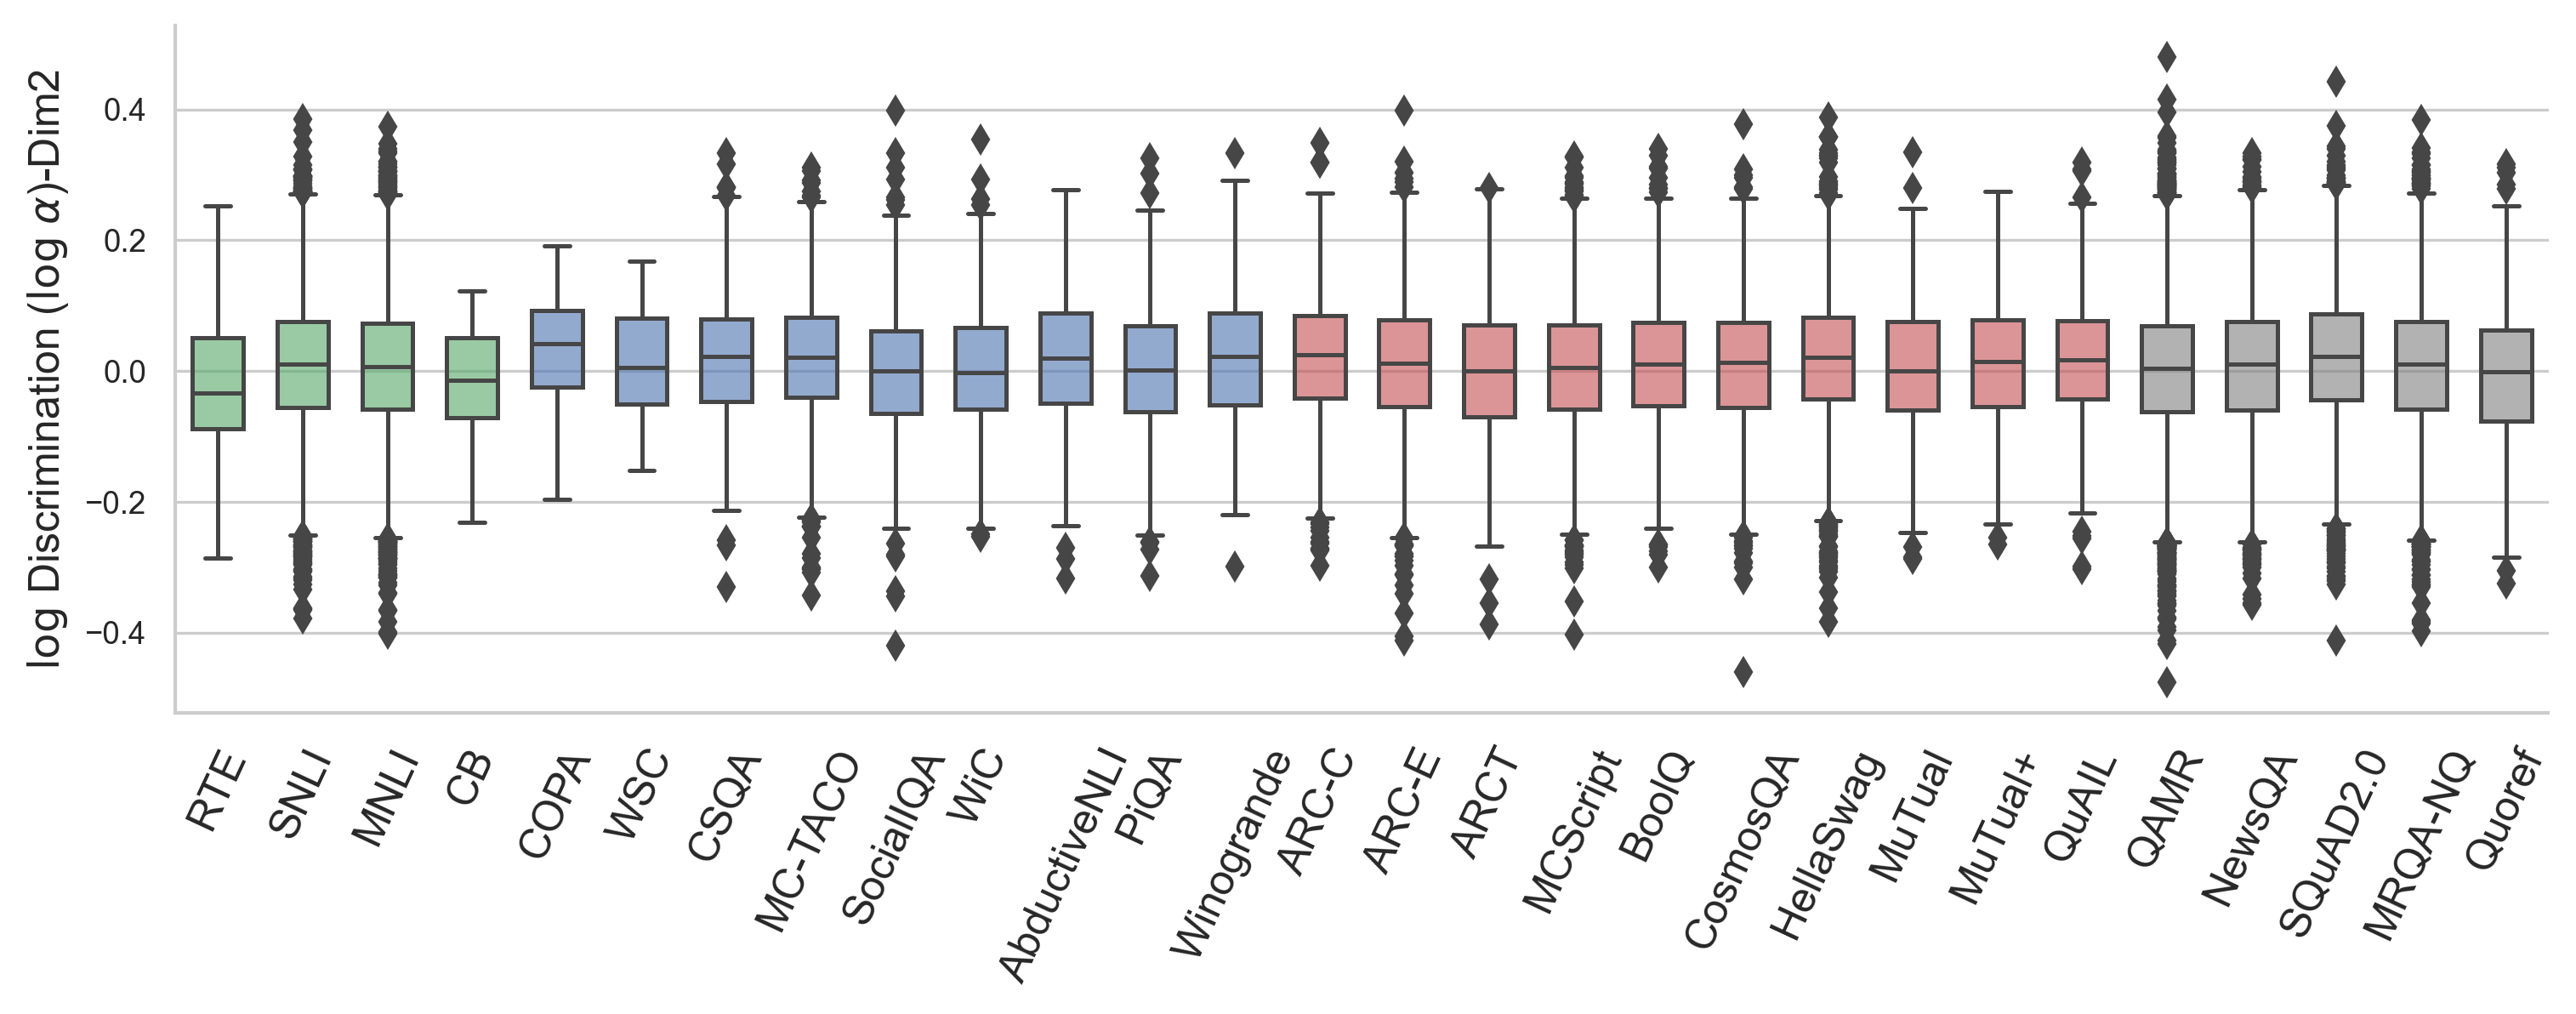 log Discrimination (log α)-Dim2
0.4
0.2
0.0
−0.2
−0.4
RTE
SNLI
MNLI
CB
COPA
WSC
CSQA
MC-TACO
SocialIQA
WiC
AbductiveNLI
PiQA
Winogrande
ARC-C
ARC-E
ARCT
MCScript
BoolQ
CosmosQA
HellaSwag
MuTual
MuTual+
QuAIL
QAMR
NewsQA
SQuAD2.0
MRQA-NQ
Quoref